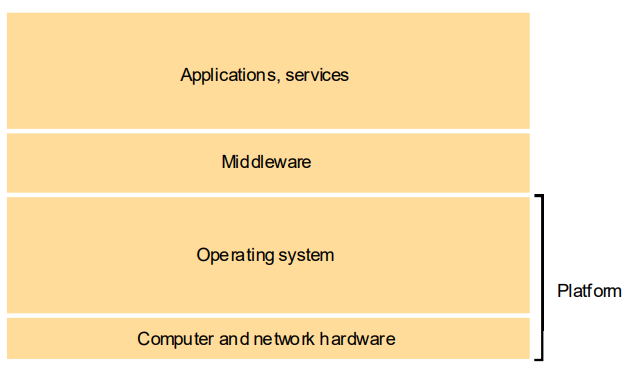 Applications, services
Middleware
Operating system
Platform
Computer and network hardware